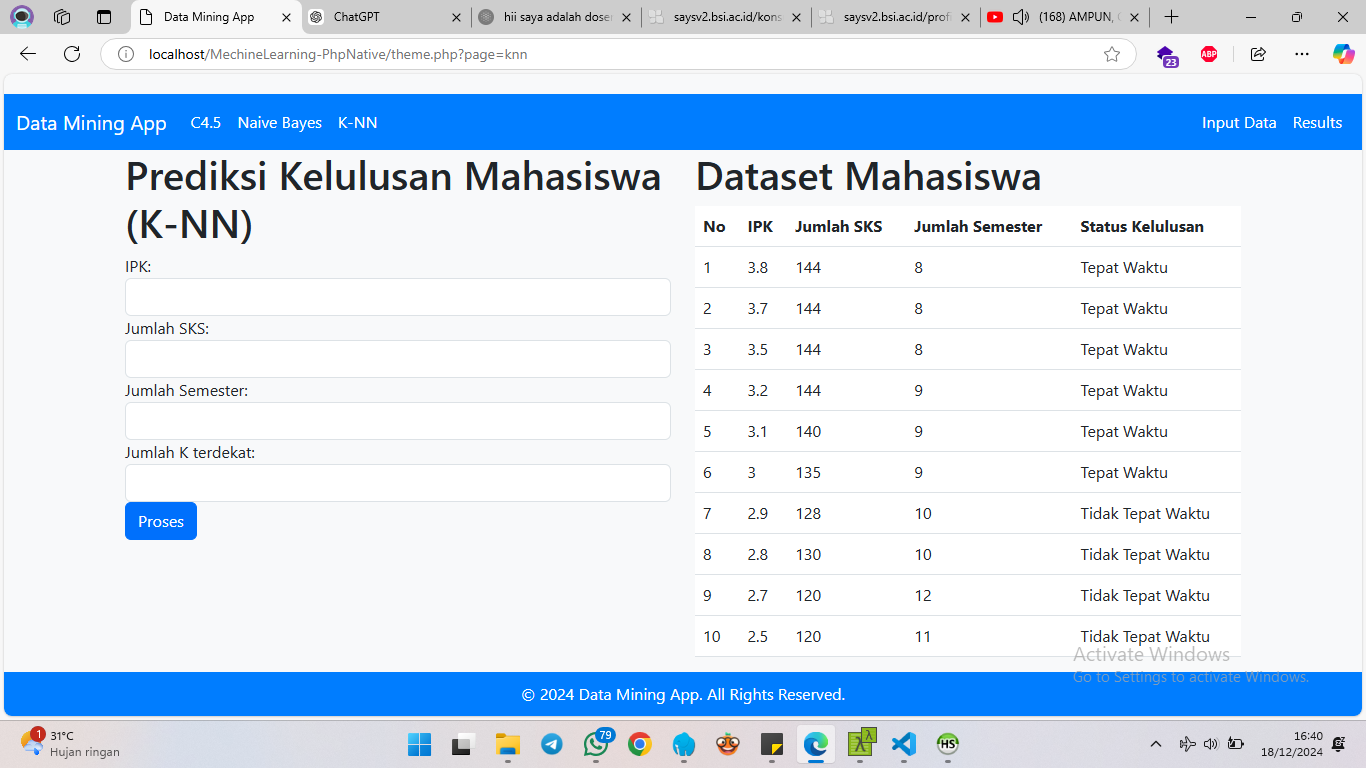 Data Mining App
ChatGPT
hii saya adalah dose
saysv2.bsi.ac.id/kons
saysv2.bsi.ac.id/prof
(168) AMPUN,
localhost/MechineLearning-PhpNative/theme.php?page=knn
23
ABP
Data Mining App C4.5 Naive Bayes K-NN Input Data Results
Prediksi Kelulusan Mahasiswa
(K-NN)
IPK:
Jumlah SKS:
Jumlah Semester:
Jumlah K terdekat:
Proses
Dataset Mahasiswa
No IPK Jumlah SKS Jumlah Semester Status Kelulusan
1 3.8 144 8 Tepat Waktu
2 3.7 144 8 Tepat Waktu
3 3.5 144 8 Tepat Waktu
4 3.2 144 9 Tepat Waktu
5 3.1 140 9 Tepat Waktu
6 3 135 9 Tepat Waktu
7 2.9 128 10 Tidak Tepat Waktu
8 2.8 130 10 Tidak Tepat Waktu
9 2.7 120 12 Tidak Tepat Waktu
10 2.5 120 11 Tidak Tepat Waktu
Activate Windows
Go to Settings to activate Windows.
© 2024 Data Mining App. All Rights Reserved.
1
31°C
Hujan ringan
79
HS
16:40
18/12/2024